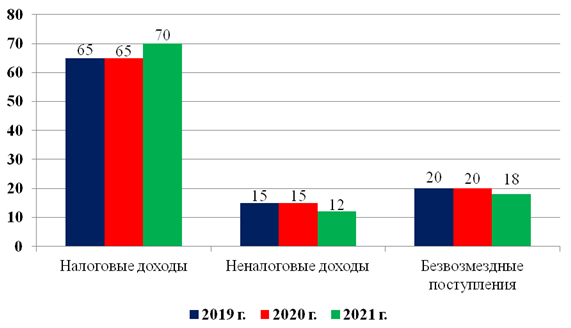 80
70
60
50
40
30
20
10
0
65 65 70
15 15 12
20 20 18
Налоговые доходы Неналоговые доходы Безвозмездные
поступления
2019 г. 2020 г. 2021 г.